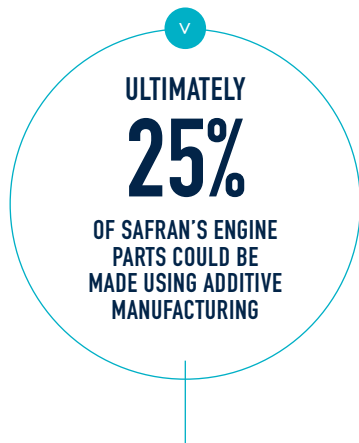 V
ULTIMATELY
25%
OF SAFRAN'S ENGINE
PARTS COULD BE
MADE USING ADDITIVE
MANUFACTURING